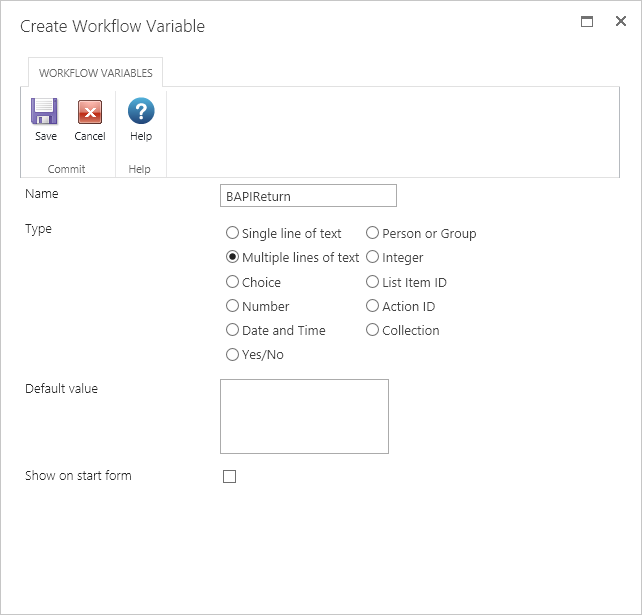 Create Workflow Variable
WORKFLOW VARIABLES
Save Cancel Help
Commit Help
Name BAPIReturn
Type
Single line of text Person or Group
Multiple lines of text Integer
Choice List Item ID
Number Action ID
Date and Time Collection
Yes/No
Default value
Show on start form